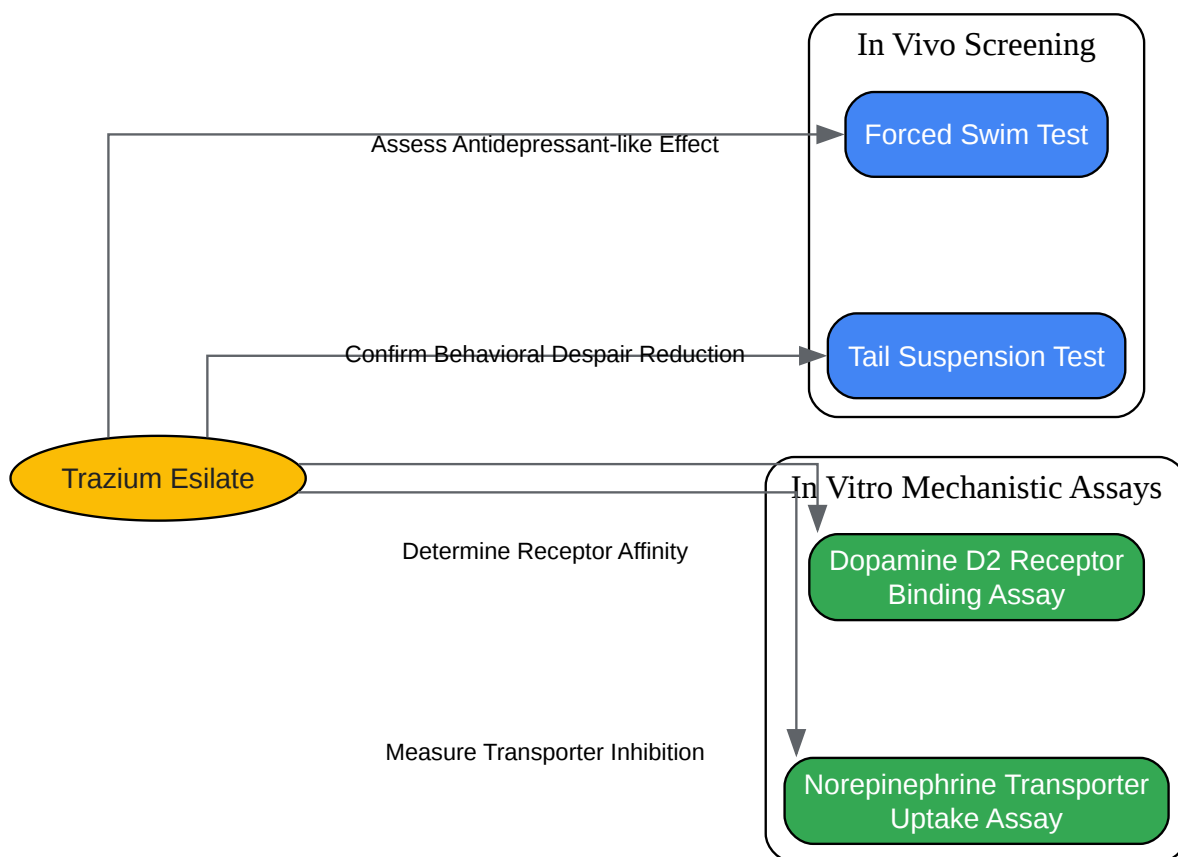 In Vivo Screening
Forced Swim Test
Assess Antidepressant-like Effect
Confirm Behavioral Despair Reduction
Tail Suspension Test
Trazium Esilate
In Vitro Mechanistic Assays
Determine Receptor Affinity
Dopamine D2 Receptor
Binding Assay
Measure Transporter Inhibition
Norepinephrine Transporter
Uptake Assay